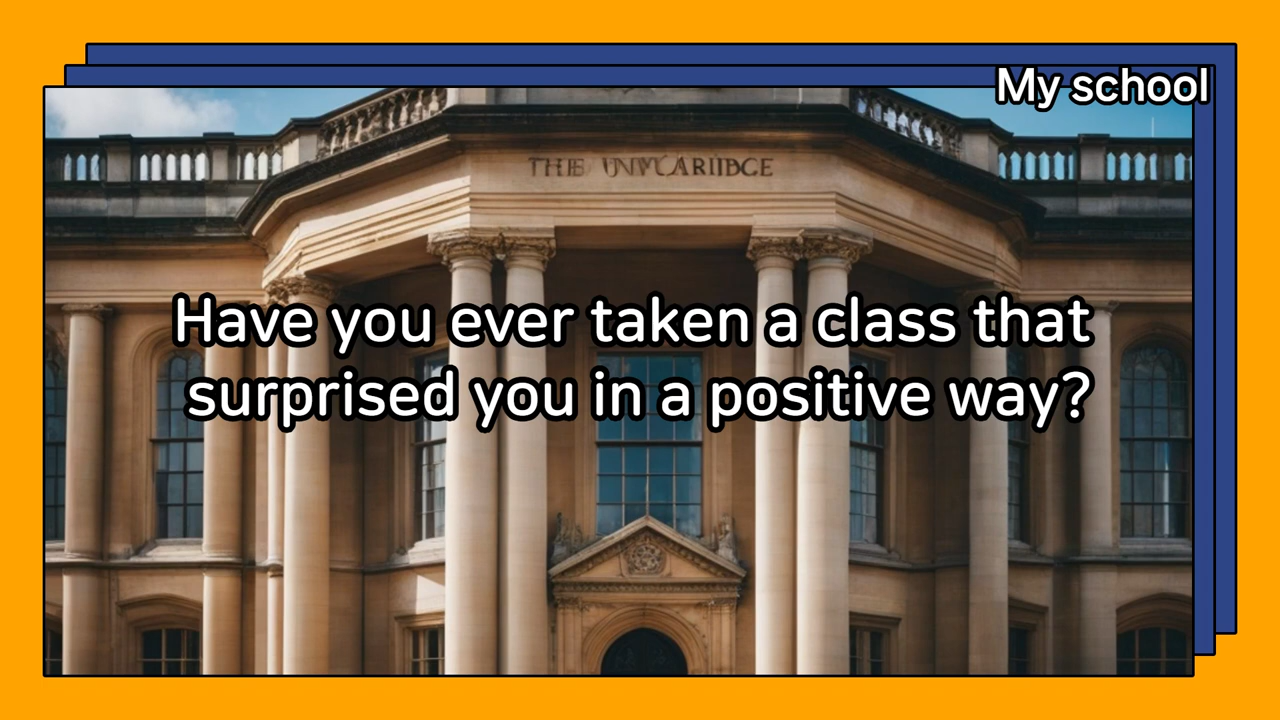 My school
THE
Have you ever taken a class that
surprised you in a positive way?